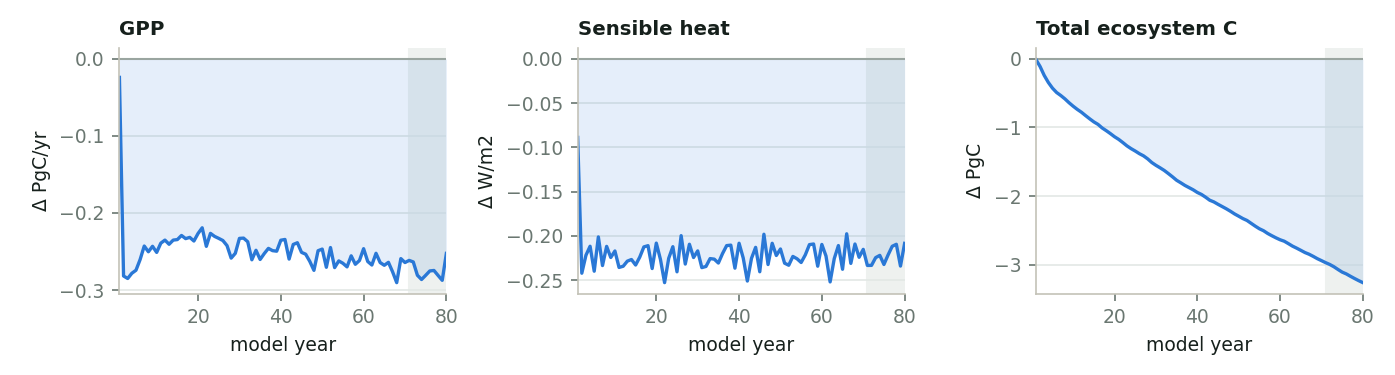 GPP
Δ PgC/yr
0.0
−0.1
−0.2
−0.3
20
40
60
80
model year
Sensible heat
Δ W/m2
0.00
−0.05
−0.10
−0.15
−0.20
−0.25
20
40
60
80
model year
Total ecosystem C
Δ PgC
0
−1
−2
−3
20
40
60
80
model year